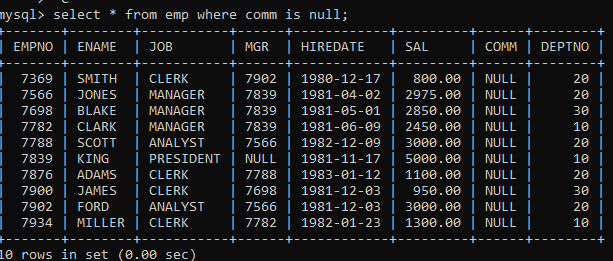 mysql> select * from emp where comm is null;
+-------+--------+-----------+------+------------+---------+------+--------+
| EMPNO | ENAME | JOB | MGR | HIREDATE | SAL | COMM | DEPTNO |
+-------+--------+-----------+------+------------+---------+------+--------+
| 7369 | SMITH | CLERK | 7902 | 1980-12-17 | 800.00 | NULL | 20 |
| 7566 | JONES | MANAGER | 7839 | 1981-04-02 | 2975.00 | NULL | 20 |
| 7698 | BLAKE | MANAGER | 7839 | 1981-05-01 | 2850.00 | NULL | 30 |
| 7782 | CLARK | MANAGER | 7839 | 1981-06-09 | 2450.00 | NULL | 10 |
| 7788 | SCOTT | ANALYST | 7566 | 1982-12-09 | 3000.00 | NULL | 20 |
| 7839 | KING | PRESIDENT | NULL | 1981-11-17 | 5000.00 | NULL | 10 |
| 7876 | ADAMS | CLERK | 7788 | 1983-01-12 | 1100.00 | NULL | 20 |
| 7900 | JAMES | CLERK | 7698 | 1981-12-03 | 950.00 | NULL | 30 |
| 7902 | FORD | ANALYST | 7566 | 1981-12-03 | 3000.00 | NULL | 20 |
| 7934 | MILLER | CLERK | 7782 | 1982-01-23 | 1300.00 | NULL | 10 |
+-------+--------+-----------+------+------------+---------+------+--------+
10 rows in set (0.00 sec)